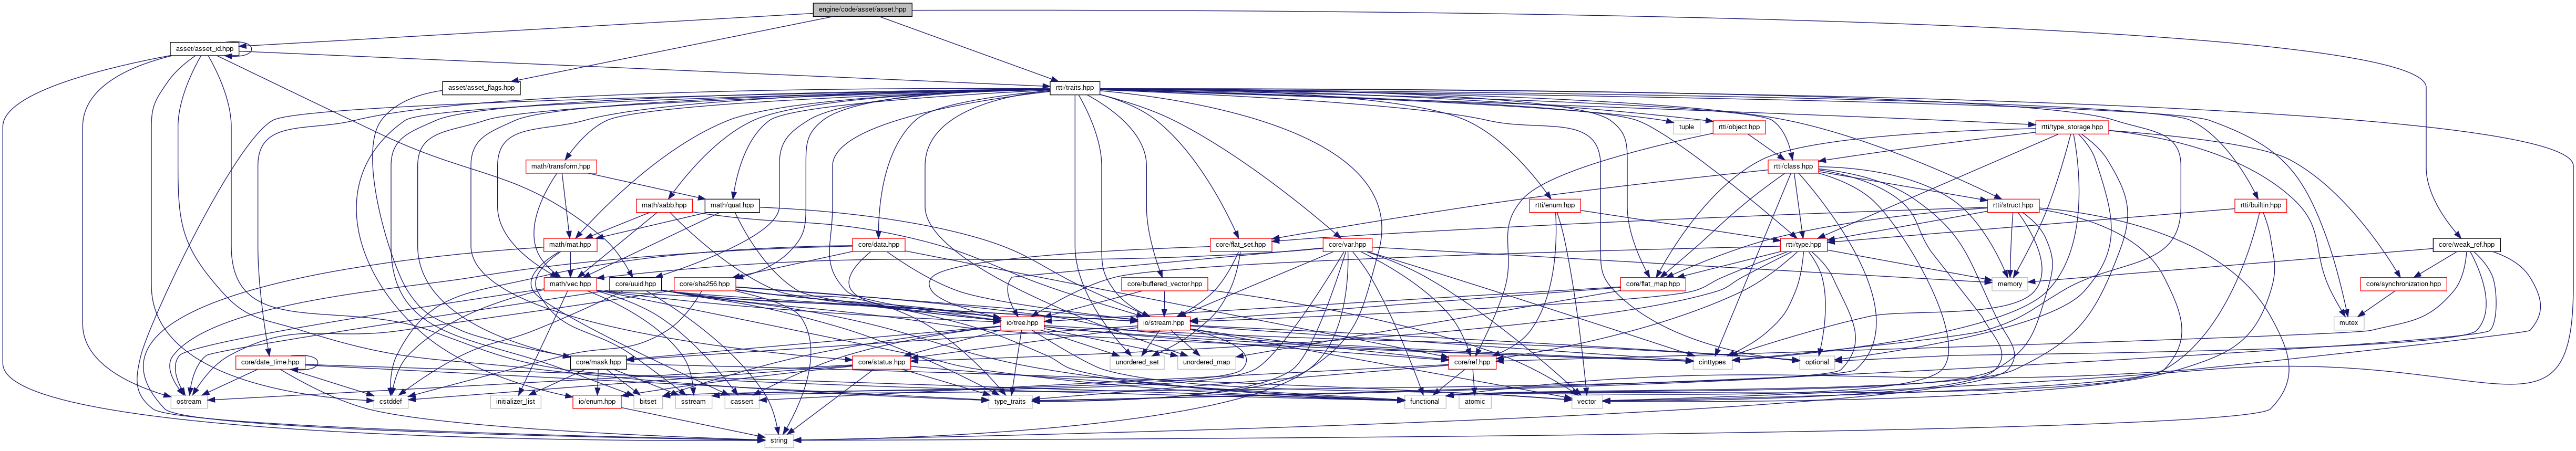 engine/code/asset/asset.hpp
asset/asset_id.hpp
asset/asset_flags.hpp
rtti/traits.hpp
tuple
rtti/object.hpp
rtti/type_storage.hpp
math/transform.hpp
rtti/class.hpp
math/aabb.hpp
math/quat.hpp
rtti/enum.hpp
rtti/struct.hpp
rtti/builtin.hpp
math/mat.hpp
core/data.hpp
core/flat_set.hpp
core/var.hpp
rtti/type.hpp
core/weak_ref.hpp
math/vec.hpp
core/uuid.hpp
core/sha256.hpp
core/buffered_vector.hpp
core/flat_map.hpp
memory
core/synchronization.hpp
io/tree.hpp
io/stream.hpp
mutex
core/date_time.hpp
core/mask.hpp
core/status.hpp
unordered_set
unordered_map
core/ref.hpp
cinttypes
optional
ostream
cstddef
initializer_list
io/enum.hpp
bitset
sstream
cassert
type_traits
functional
atomic
vector
string